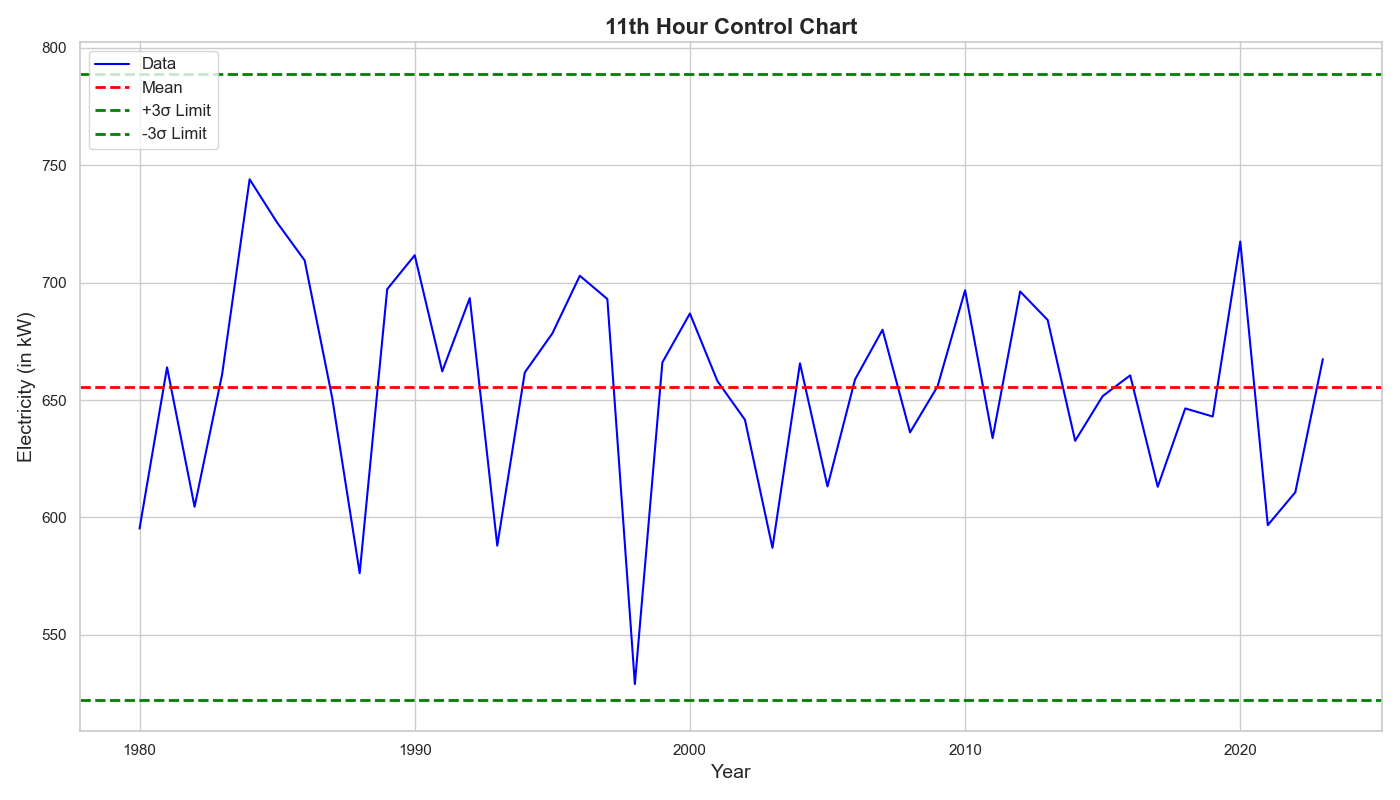 11th Hour Control Chart
Data
Mean
+3σ Limit
-3σ Limit
Electricity (in kW)
800
750
700
650
600
550
1980
1990
2000
2010
2020
Year